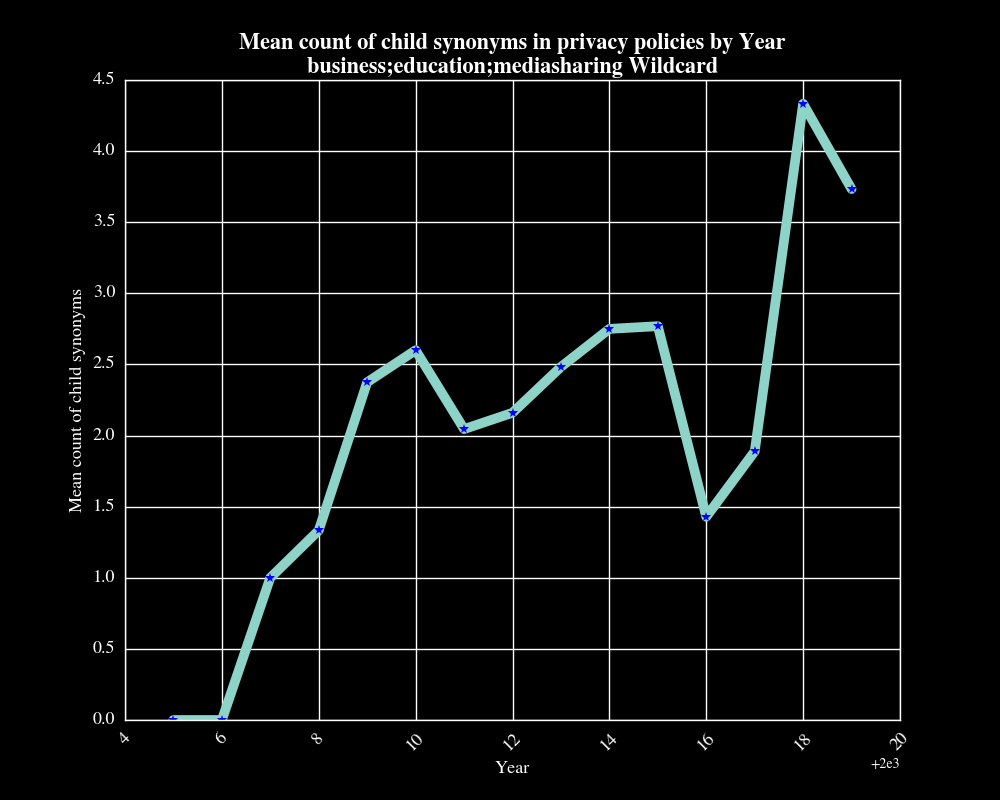 Mean count of child synonyms in privacy policies by Year
business;education;mediasharing Wildcard
4.5
4.0
3.5
3.0
2.5
2.0
1.5
1.0
0.5
0.0
Mean count of child synonyms
4 6 8 10 12 14 16 18 20
Year
+2e3